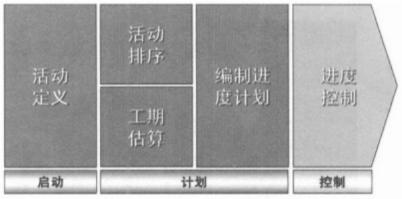 活动
定义
活动
排序
工期
估算
编制进
度计划
进度
控制
启动
计划
控制